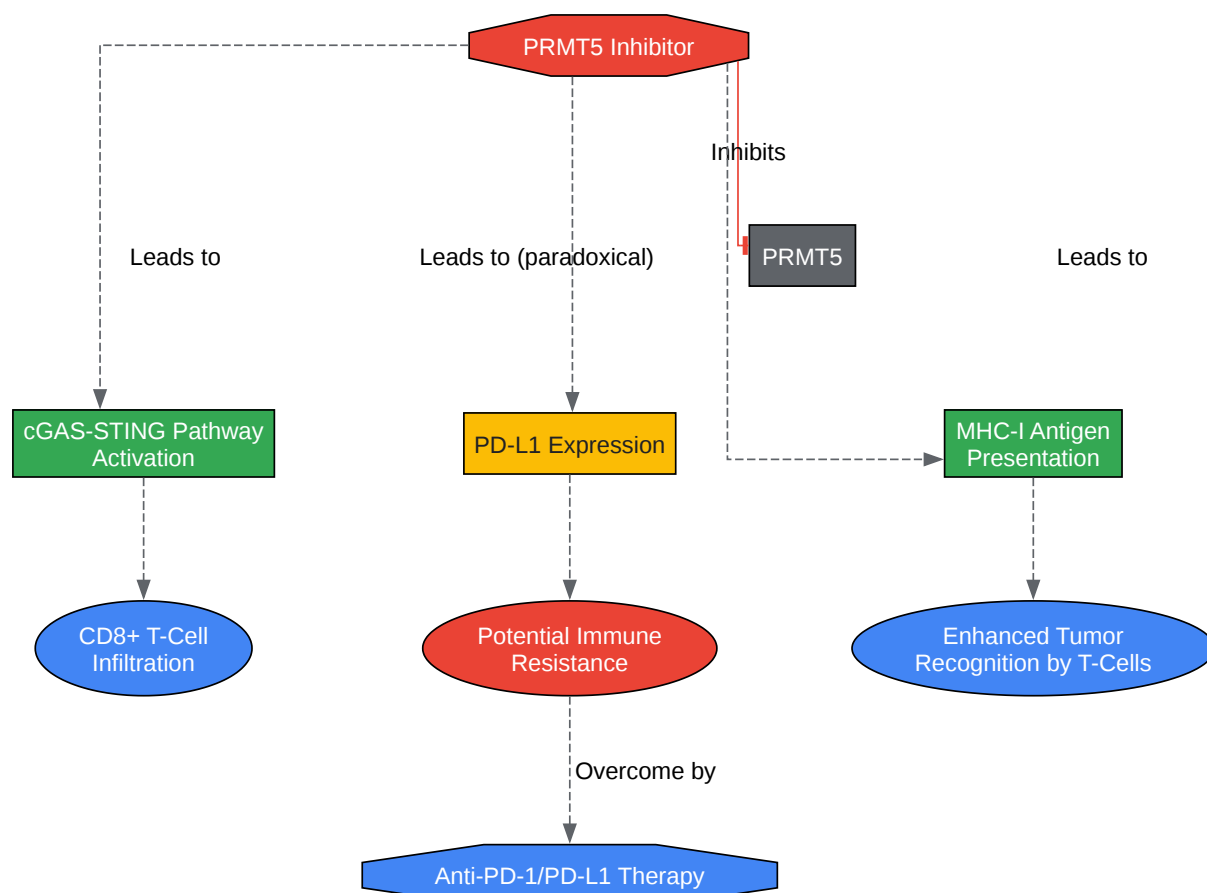 PRMT5 Inhibitor
Inhibits
Leads to
Leads to (paradoxical)
PRMT5
Leads to
cGAS-STING Pathway
Activation
PD-L1 Expression
MHC-I Antigen
Presentation
CD8+ T-Cell
Infiltration
Potential Immune
Resistance
Enhanced Tumor
Recognition by T-Cells
Overcome by
Anti-PD-1/PD-L1 Therapy